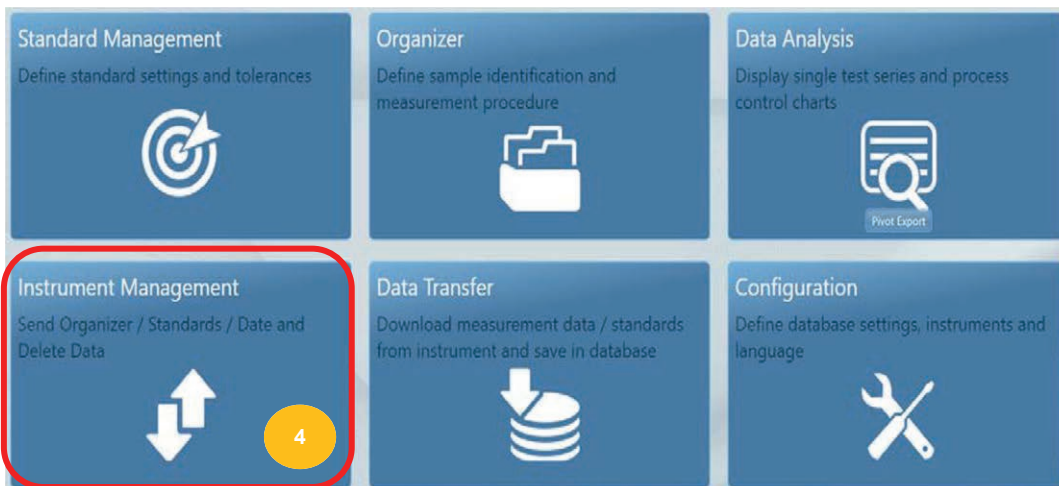 Standard Management
Define standard settings and tolerances
Organizer
Define sample identification and
measurement procedure
Data Analysis
Display single test series and process
control charts
Pivot Export
Instrument Management
Send Organizer / Standards / Date and
Delete Data
4
Data Transfer
Download measurement data / standards
from instrument and save in database
Configuration
Define database settings, instruments and
language